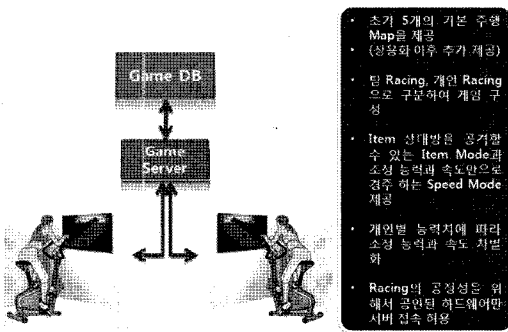 Game DB
Game
Server
• 초기 5개의 기본 주행
Map을 제공
• (상용화 이후 추가 제공)
• 팀 Racing, 개인 Racing
으로 구분하여 게임 구
성
• Item 상대방을 공격할
수 있는 Item Mode과
조정 능력과 속도만으로
경주 하는 Speed Mode
제공
• 개인별 능력치에 따라
조정 능력과 속도 차별
화
• Racing의 공정성을 위
해서 공인된 하드웨어만
서버 접속 허용